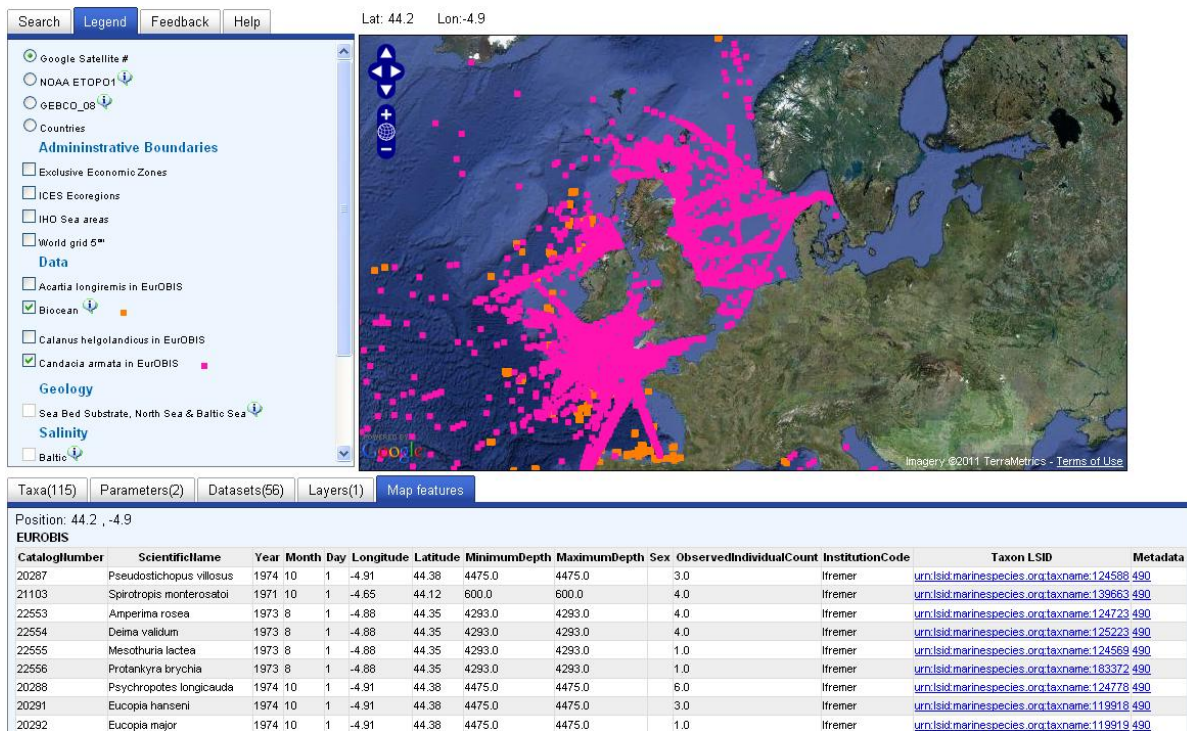 Search Legend Feedback Help
Lat: 44.2 Lon:-4.9
Google Satellite #
NOAA ETOPO1
GEBCO_08
Countries
Admininstrative Boundaries
Exclusive Economic Zones
ICES Ecoregions
IHO Sea areas
World grid 5°"
Data
Acartia longiremis in EurOBIS
Biocean
Calanus helgolandicus in EurOBIS
Candacia armata in EurOBIS
Geology
Sea Bed Substrate, North Sea & Baltic Sea
Salinity
Baltic
POWERED BY
Google
Imagery ©2011 TerraMetrics - Terms of Use
Taxa(115) Parameters(2) Datasets(56) Layers(1) Map features
Position: 44.2 , -4.9
EUROBIS
CatalogNumber ScientificName Year Month Day Longitude Latitude MinimumDepth MaximumDepth Sex ObservedIndividualCount InstitutionCode Taxon LSID Metadata
20287 Pseudostichopus villosus 1974 10 1 -4.91 44.38 4475.0 4475.0 3.0 Ifremer urn:lsid:marinespecies.org:taxname:124588 490
21103 Spirotropis monterosatoi 1971 10 1 -4.65 44.12 600.0 600.0 4.0 Ifremer urn:lsid:marinespecies.org:taxname:139663 490
22553 Amperima rosea 1973 8 1 -4.88 44.35 4293.0 4293.0 4.0 Ifremer urn:lsid:marinespecies.org:taxname:124723 490
22554 Deima validum 1973 8 1 -4.88 44.35 4293.0 4293.0 4.0 Ifremer urn:lsid:marinespecies.org:taxname:125223 490
22555 Mesothuria lactea 1973 8 1 -4.88 44.35 4293.0 4293.0 1.0 Ifremer urn:lsid:marinespecies.org:taxname:124569 490
22556 Protankyra brychia 1973 8 1 -4.88 44.35 4293.0 4293.0 1.0 Ifremer urn:lsid:marinespecies.org:taxname:183372 490
20288 Psychropotes longicauda 1974 10 1 -4.91 44.38 4475.0 4475.0 6.0 Ifremer urn:lsid:marinespecies.org:taxname:124778 490
20291 Eucopia hanseni 1974 10 1 -4.91 44.38 4475.0 4475.0 3.0 Ifremer urn:lsid:marinespecies.org:taxname:119918 490
20292 Eucopia major 1974 10 1 -4.91 44.38 4475.0 4475.0 1.0 Ifremer urn:lsid:marinespecies.org:taxname:119919 490